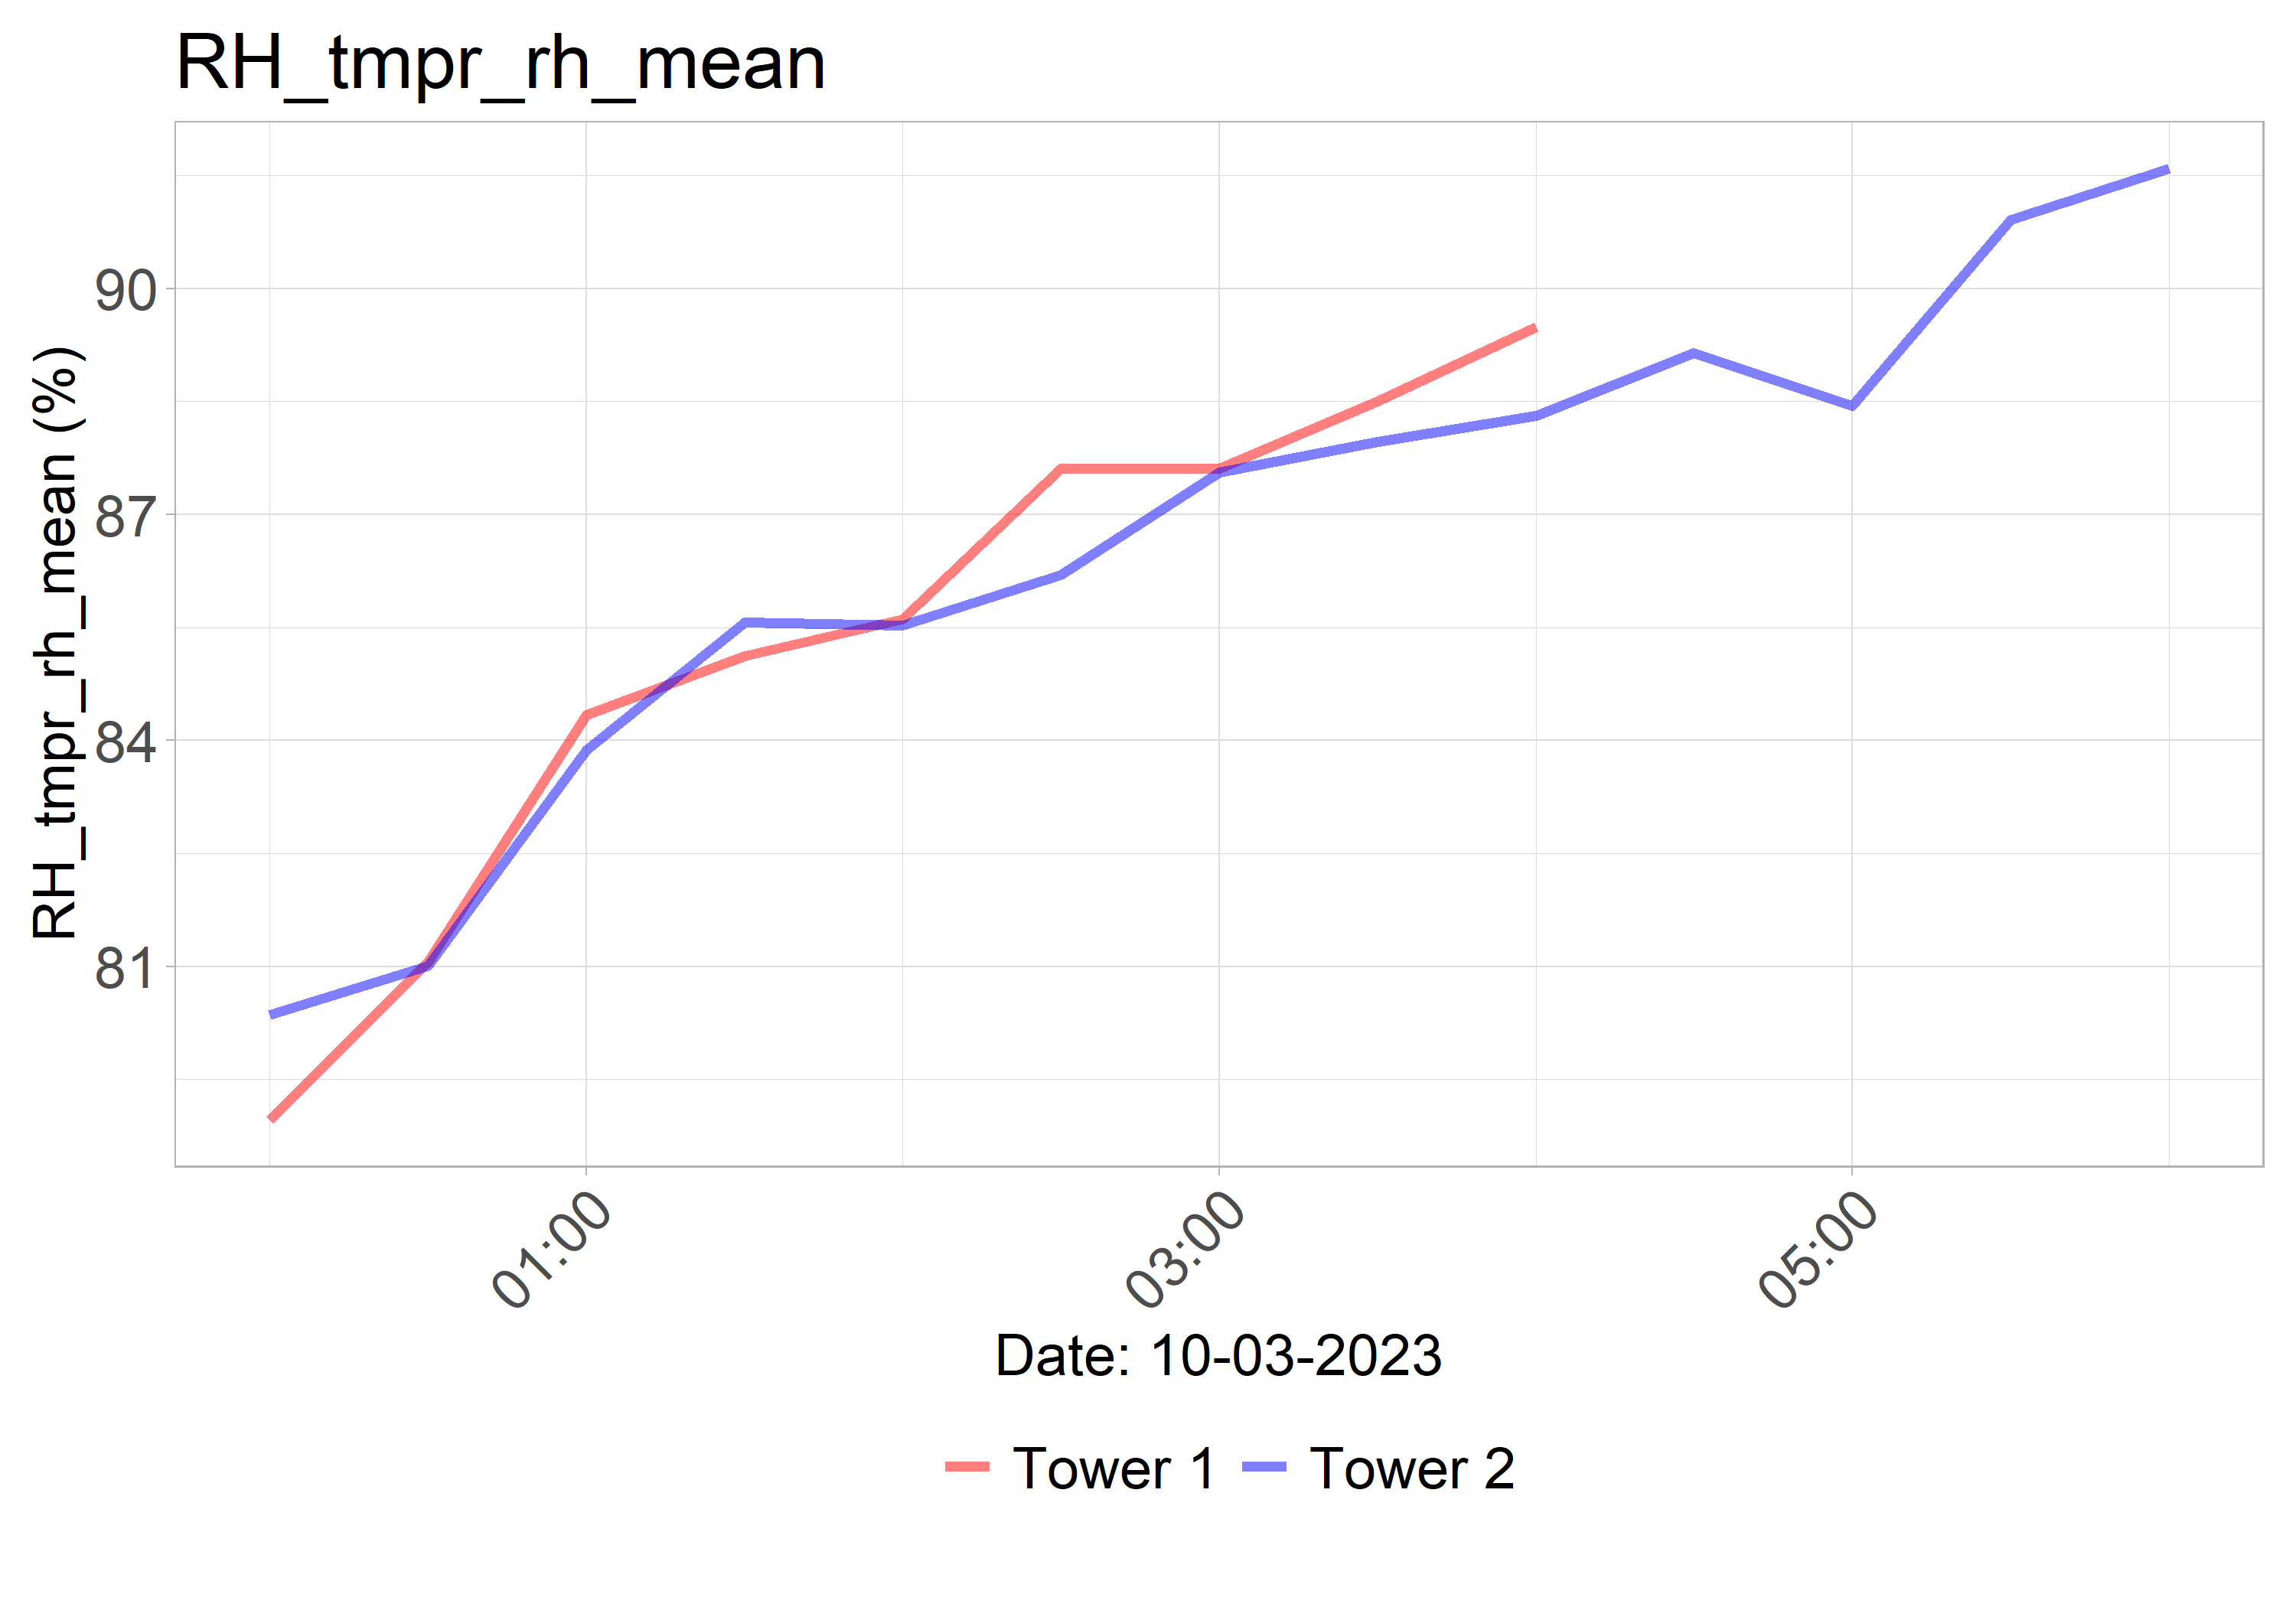 RH_tmpr_rh_mean
RH_tmpr_rh_mean (%)
90
87
84
81
01:00
03:00
05:00
Date: 10-03-2023
Tower 1
Tower 2